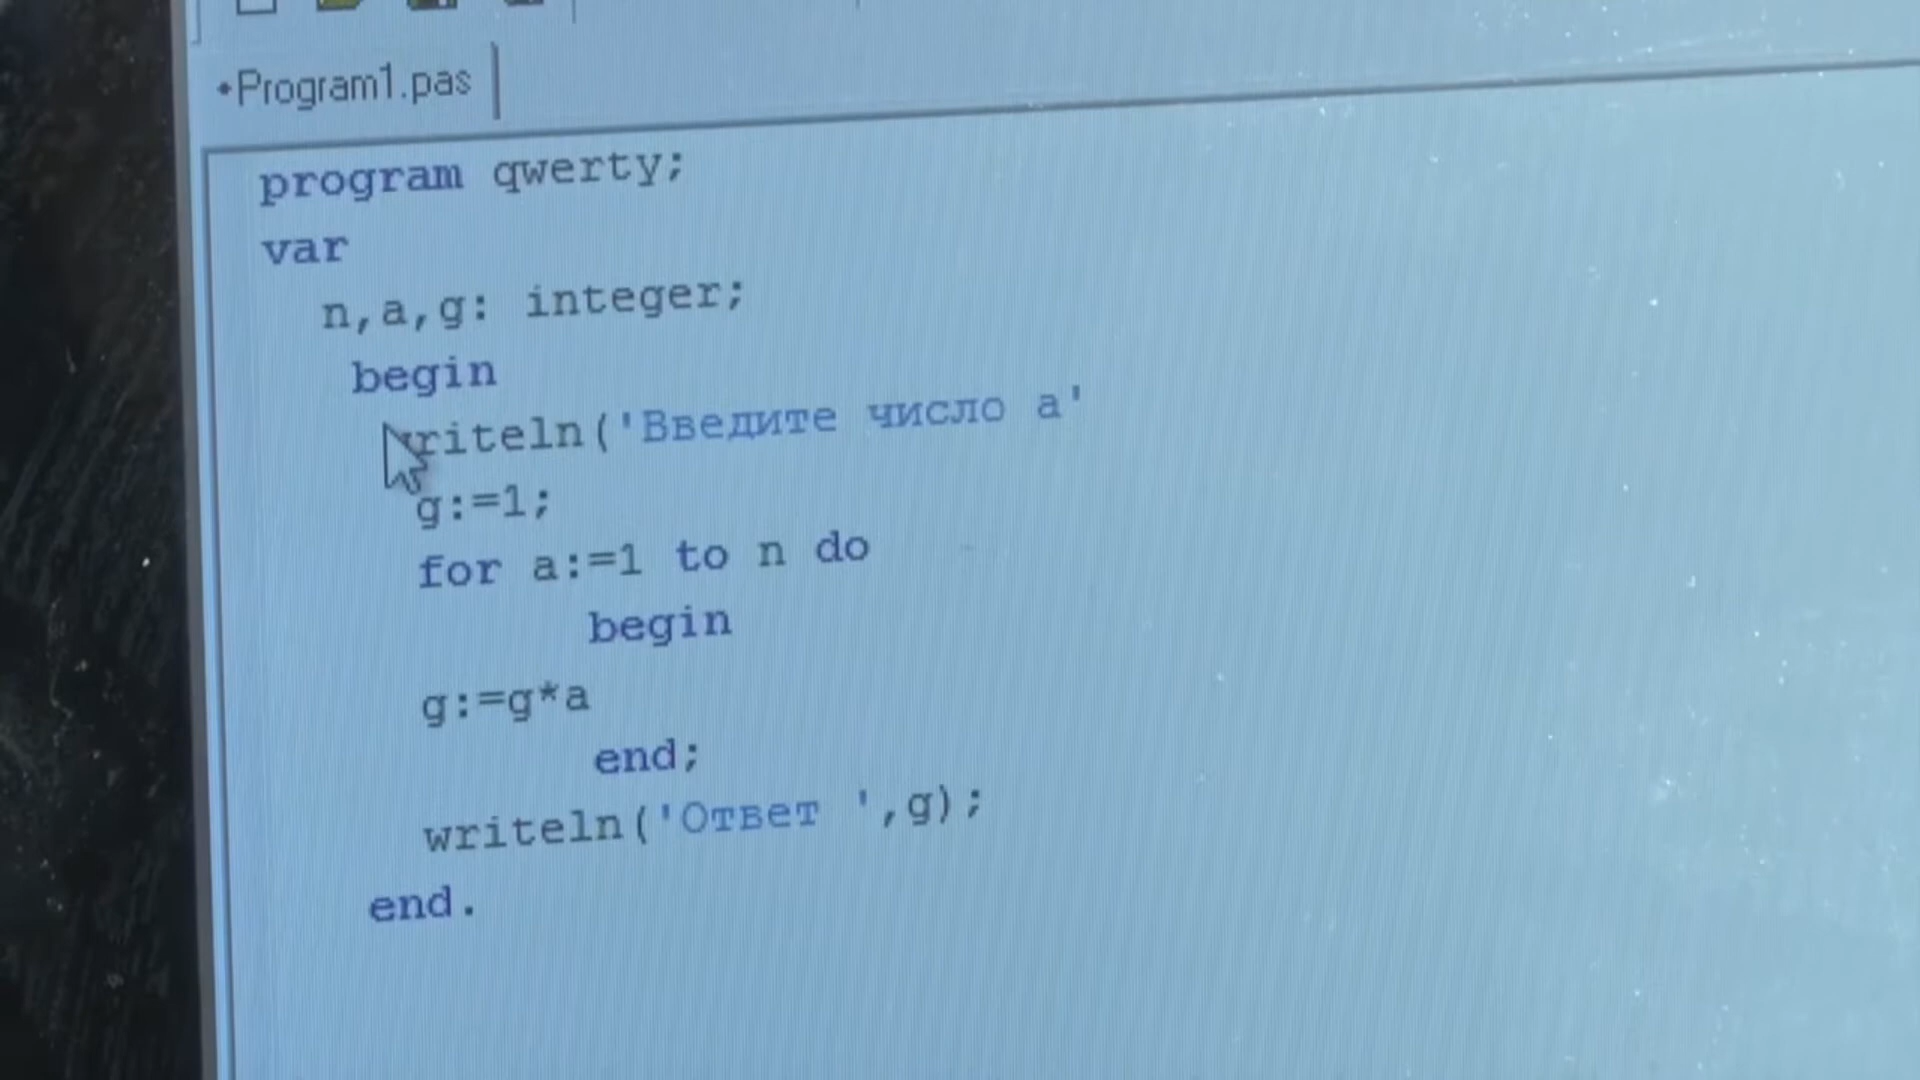 •Program1.pas
program qwerty;
var
n,a,g: integer;
begin
writeln('Введите число a'
g:=1;
for a:=1 to n do
begin
g:=g*a
end;
writeln('Ответ ',g);
end.